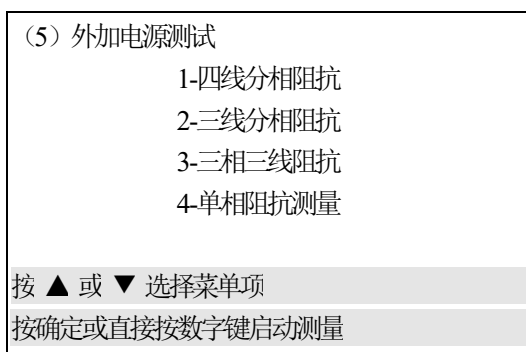 （5）外加电源测试
1-四线分相阻抗
2-三线分相阻抗
3-三相三线阻抗
4-单相阻抗测量
按 ▲ 或 ▼ 选择菜单项
按确定或直接按数字键启动测量